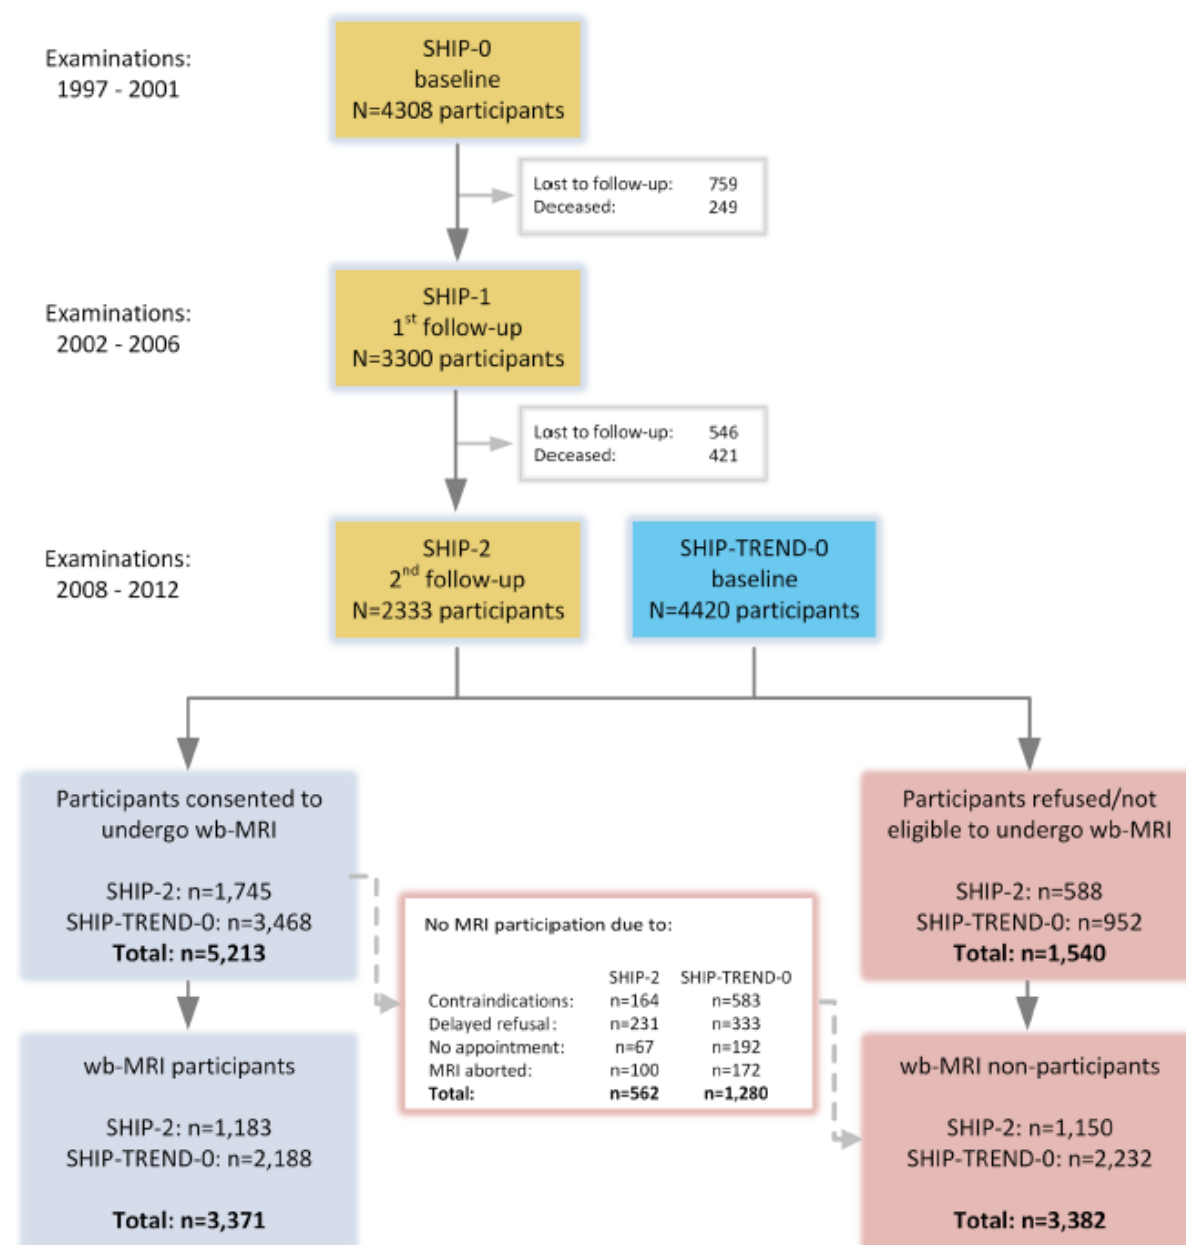 Examinations:
1997 - 2001
SHIP-0
baseline
N=4308 participants
Lost to follow-up: 759
Deceased: 249
Examinations:
2002 - 2006
SHIP-1
1st follow-up
N=3300 participants
Lost to follow-up: 546
Deceased: 421
Examinations:
2008 - 2012
SHIP-2
2nd follow-up
N=2333 participants
SHIP-TREND-0
baseline
N=4420 participants
Participants consented to
undergo wb-MRI
SHIP-2: n=1,745
SHIP-TREND-0: n=3,468
Total: n=5,213
Participants refused/not
eligible to undergo wb-MRI
SHIP-2: n=588
SHIP-TREND-0: n=952
Total: n=1,540
No MRI participation due to:
SHIP-2 SHIP-TREND-0
Contraindications: n=164 n=583
Delayed refusal: n=231 n=333
No appointment: n=67 n=192
MRI aborted: n=100 n=172
Total: n=562 n=1,280
wb-MRI participants
SHIP-2: n=1,183
SHIP-TREND-0: n=2,188
Total: n=3,371
wb-MRI non-participants
SHIP-2: n=1,150
SHIP-TREND-0: n=2,232
Total: n=3,382